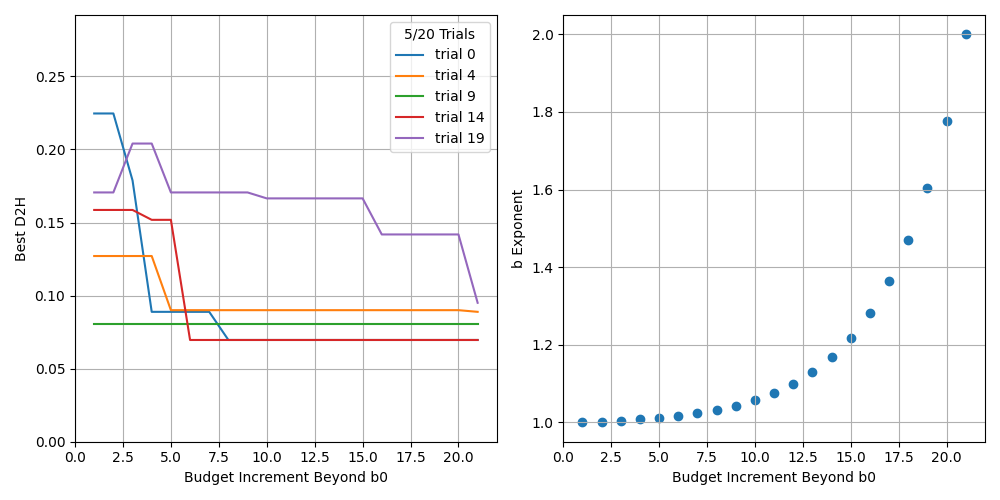 5/20 Trials
trial 0
trial 4
trial 9
trial 14
trial 19
Best D2H
0.25
0.20
0.15
0.10
0.05
0.00
0.0 2.5 5.0 7.5 10.0 12.5 15.0 17.5 20.0
Budget Increment Beyond b0
b Exponent
2.0
1.8
1.6
1.4
1.2
1.0
0.0 2.5 5.0 7.5 10.0 12.5 15.0 17.5 20.0
Budget Increment Beyond b0